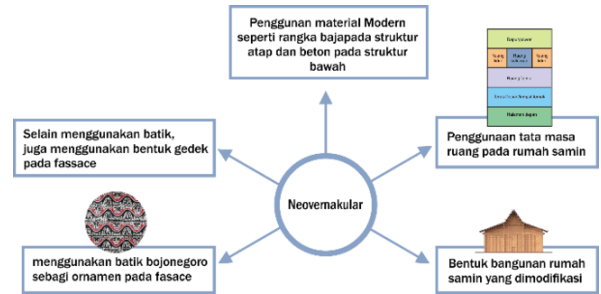 Penggunan material Modern
seperti rangka bajapada struktur
atap dan beton pada struktur
bawah
Selain menggunakan batik,
juga menggunakan bentuk gedek
pada fassace
Penggunaan tata masa
ruang pada rumah samin
Neovernakular
menggunakan batik bojonegoro
sebagi ornamen pada fasace
Bentuk bangunan rumah
samin yang dimodifikasi